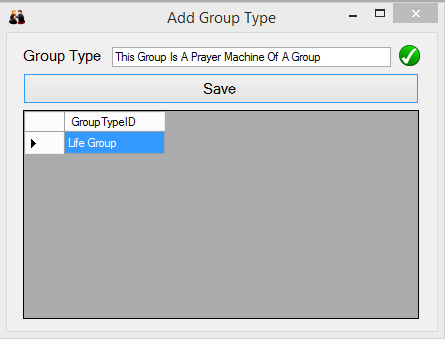 Add Group Type
Group Type This Group Is A Prayer Machine Of A Group
Save
GroupTypeID
Life Group